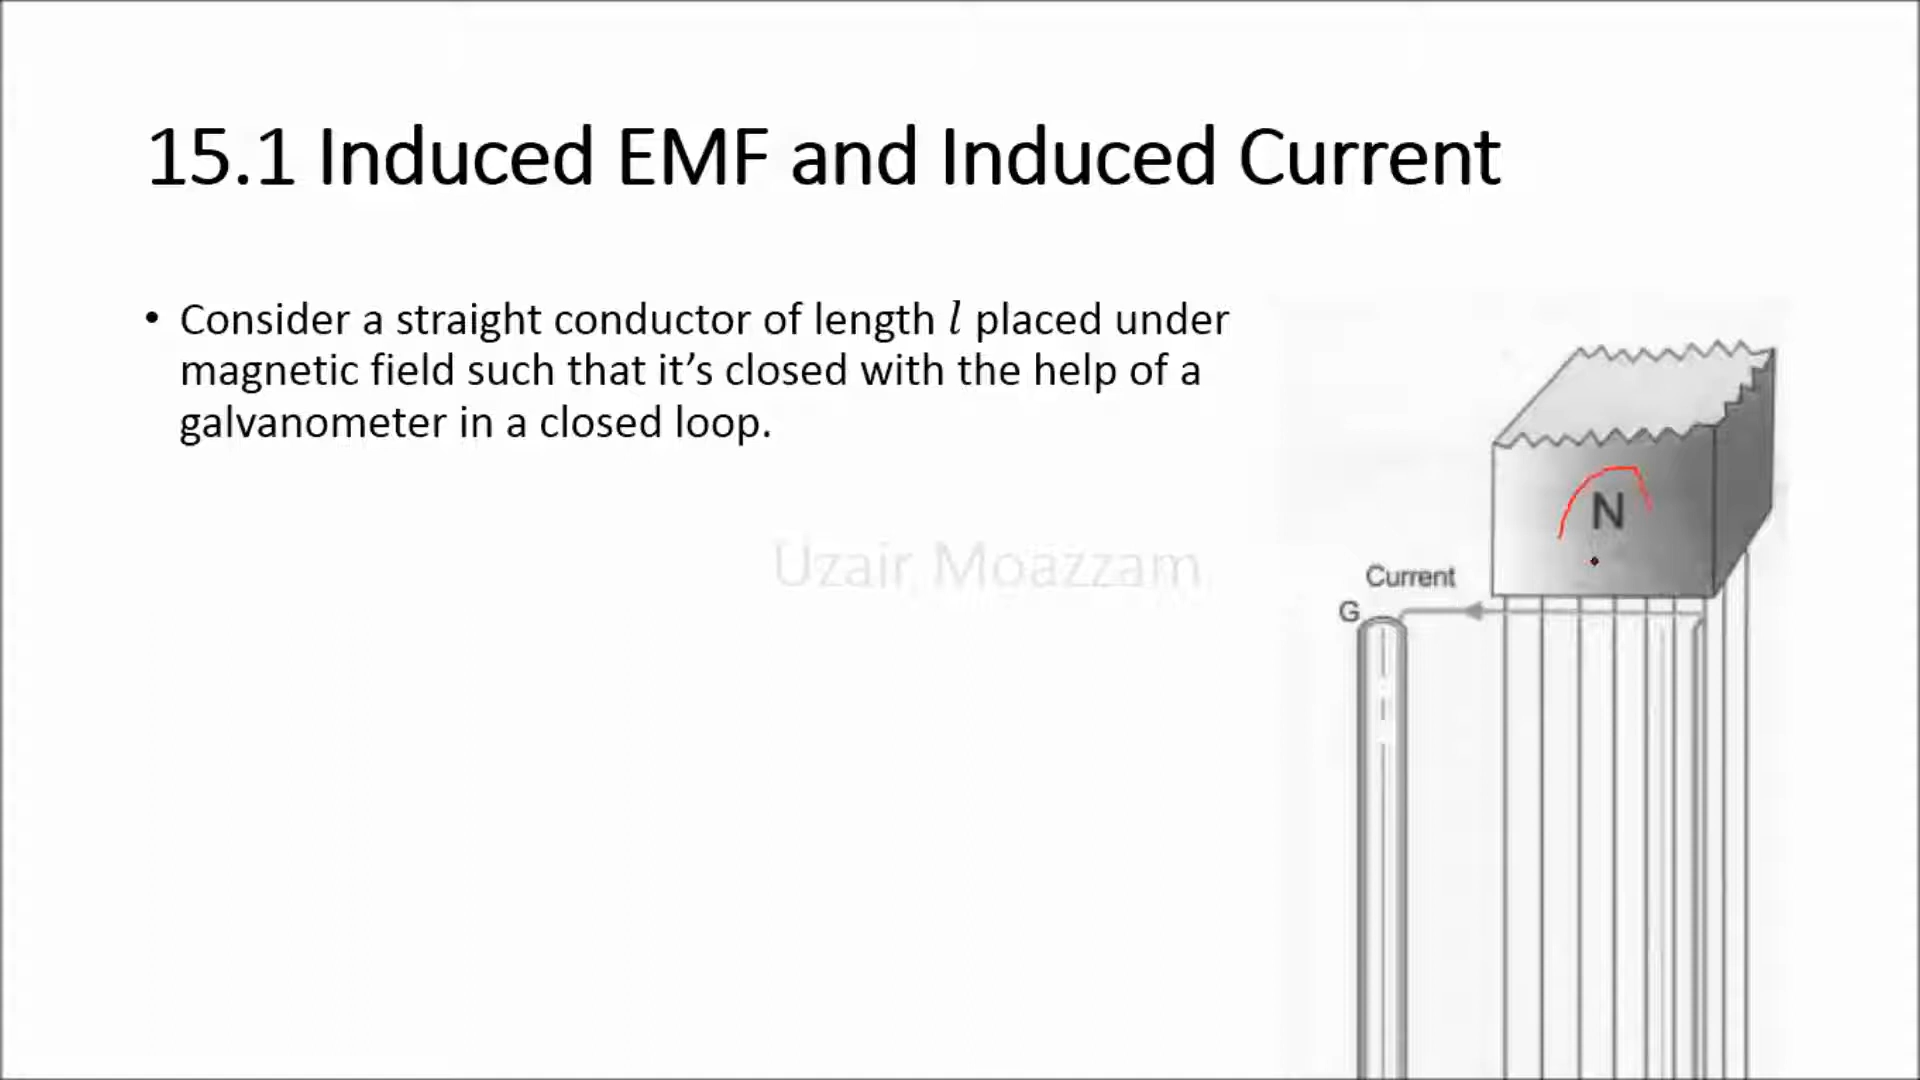 15.1 Induced EMF and Induced Current
• Consider a straight conductor of length l placed under
magnetic field such that it’s closed with the help of a
galvanometer in a closed loop.
N
Uzair Moazzam
Current
G